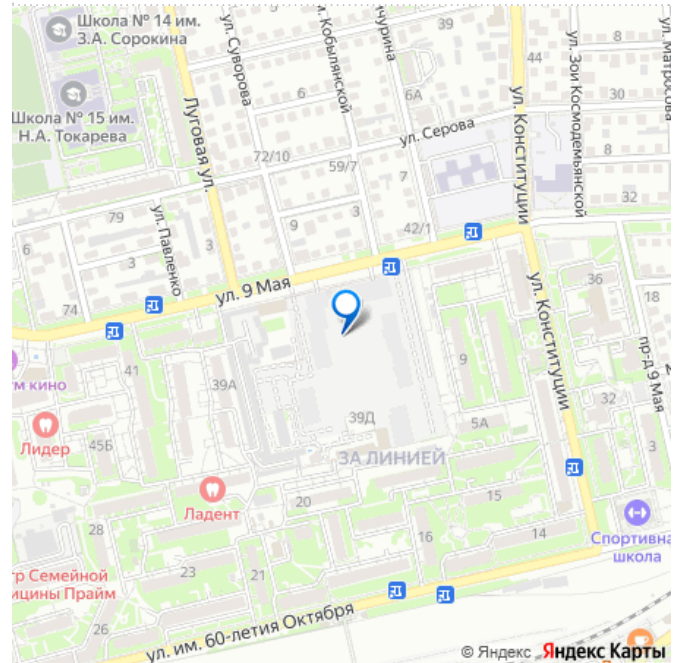 Школа № 14 им.
З.А. Сорокина
39
44
8
ул. Суворова
Кобылянской
ул. Зои Космодемьянской
ул. Матросова
6
6А
30
Школа № 15 им.
Н.А. Токарева
Луговая ул.
ул. Серова
ул. Конституции
72/10
59/7
7
8
32
79
ул. Павленко
9
3
42/1
6
3
3
74
ул. 9 Мая
ул. Конституции
36
18
пр-д 9 Мая
ум кино
41
39А
9
32
Лидер
45Б
39Д
5А
3
ЗА ЛИНИЕЙ
Ладент
20
15
28
16
14
Спортивна
школа
тр Семейной
ицины Прайм
23
21
26
ул. им. 60-летия Октября
© Яндекс Яндекс Карты